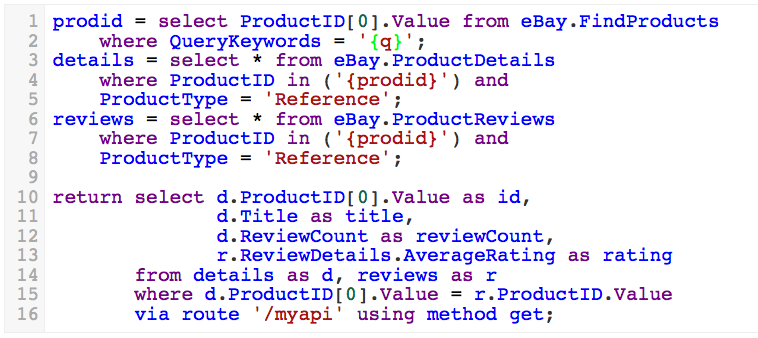 1 prodid = select ProductID[0].Value from eBay.FindProducts
2     where QueryKeywords = '{q}';
3 details = select * from eBay.ProductDetails
4     where ProductID in ('{prodid}') and
5     ProductType = 'Reference';
6 reviews = select * from eBay.ProductReviews
7     where ProductID in ('{prodid}') and
8     ProductType = 'Reference';
9
10 return select d.ProductID[0].Value as id,
11               d.Title as title,
12               d.ReviewCount as reviewCount,
13               r.ReviewDetails.AverageRating as rating
14        from details as d, reviews as r
15        where d.ProductID[0].Value = r.ProductID.Value
16        via route '/myapi' using method get;